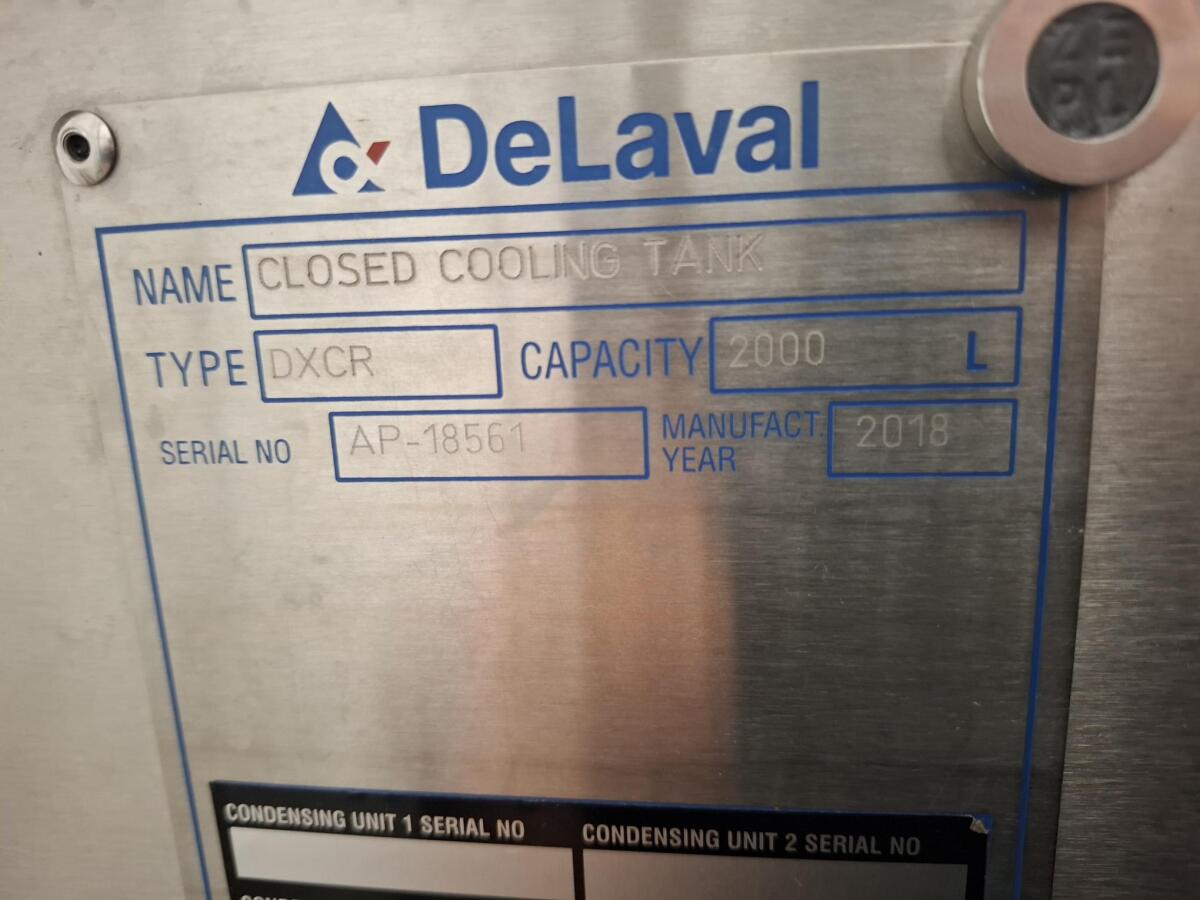 DeLaval
NAME CLOSED COOLING TANK
TYPE DXCR CAPACITY 2000 L
SERIAL NO AP-18561 MANUFACT. YEAR 2018
CONDENSING UNIT 1 SERIAL NO CONDENSING UNIT 2 SERIAL NO